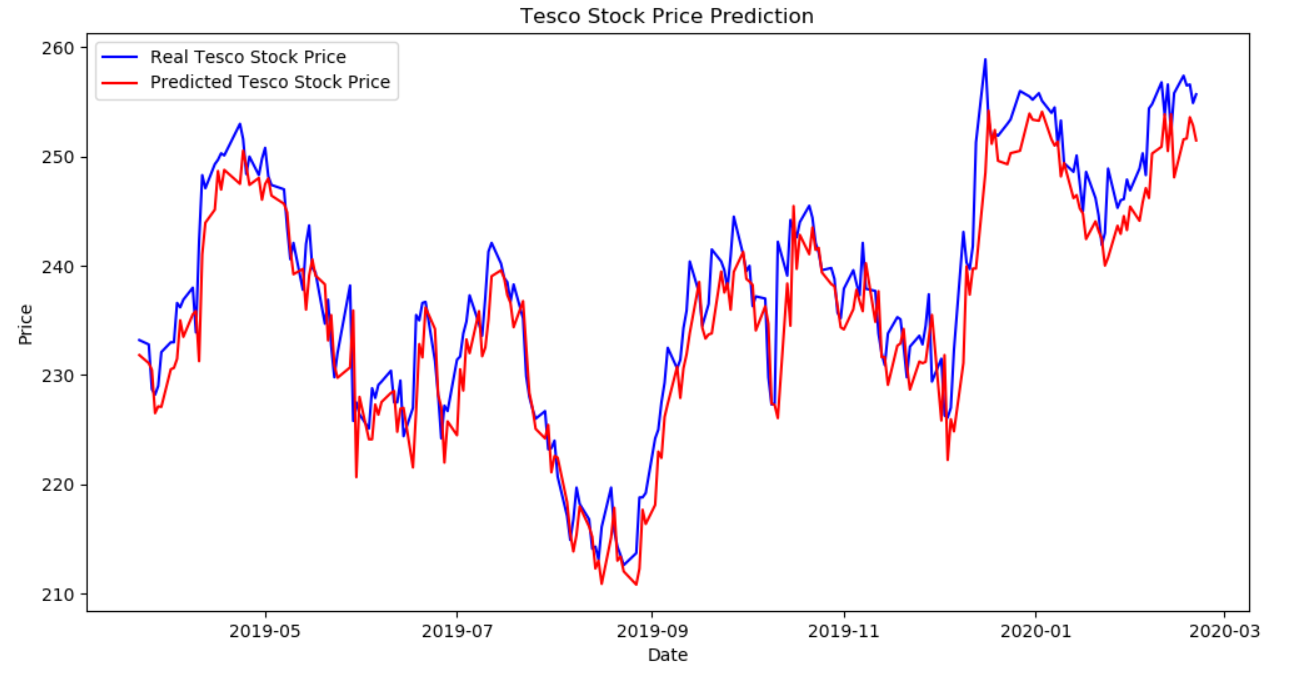 Tesco Stock Price Prediction
Real Tesco Stock Price
Predicted Tesco Stock Price
260
250
240
230
220
210
Price
2019-05 2019-07 2019-09 2019-11 2020-01 2020-03
Date